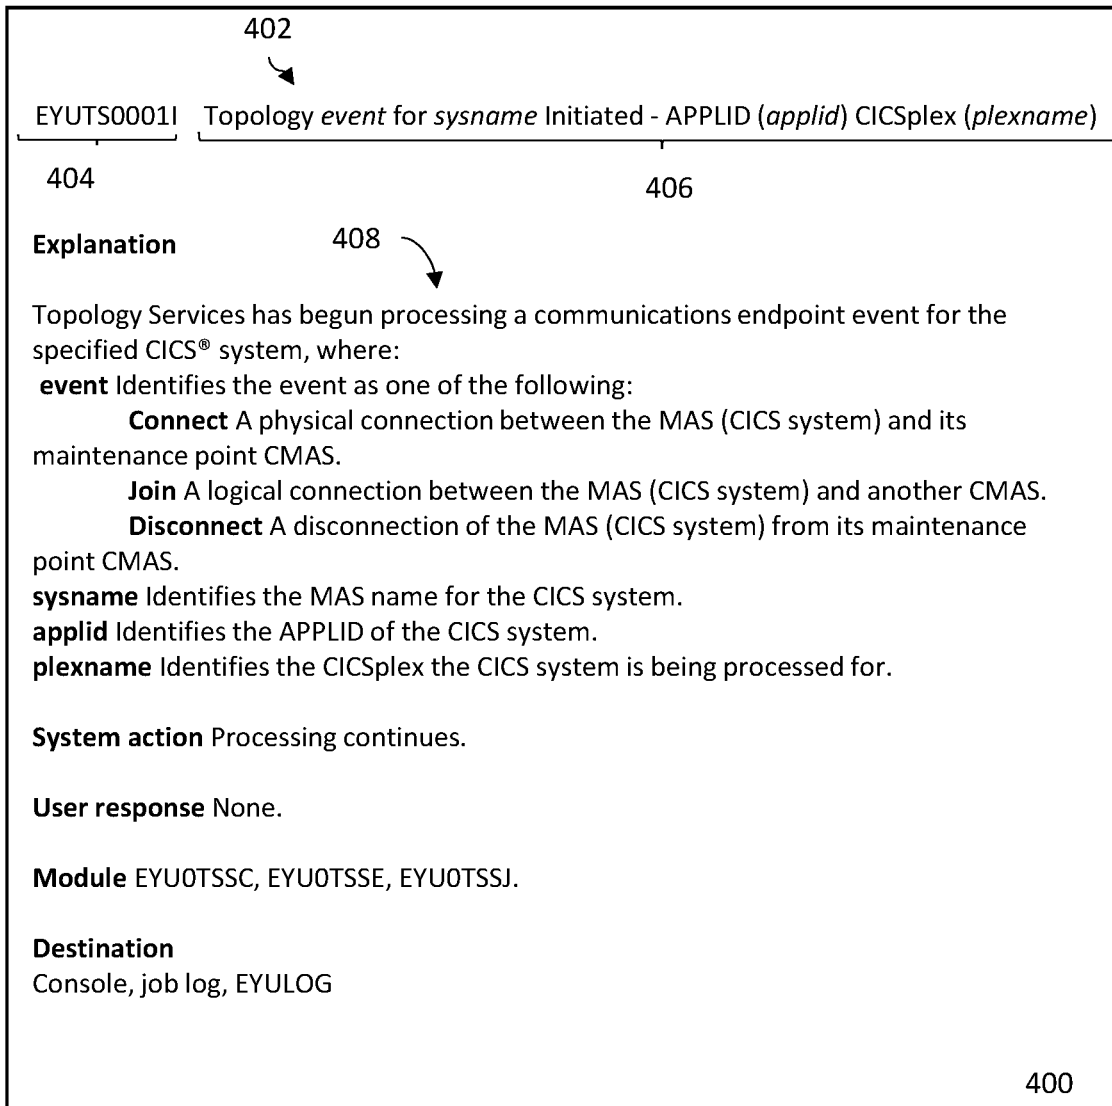 402
EYUTS0001I Topology event for sysname Initiated - APPLID (applid) CICSplex (plexname)
404
406
Explanation
408
Topology Services has begun processing a communications endpoint event for the
specified CICS® system, where:
event Identifies the event as one of the following:
Connect A physical connection between the MAS (CICS system) and its
maintenance point CMAS.
Join A logical connection between the MAS (CICS system) and another CMAS.
Disconnect A disconnection of the MAS (CICS system) from its maintenance
point CMAS.
sysname Identifies the MAS name for the CICS system.
applid Identifies the APPLID of the CICS system.
plexname Identifies the CICSplex the CICS system is being processed for.
System action Processing continues.
User response None.
Module EYU0TSSC, EYU0TSSE, EYU0TSSJ.
Destination
Console, job log, EYULOG
400